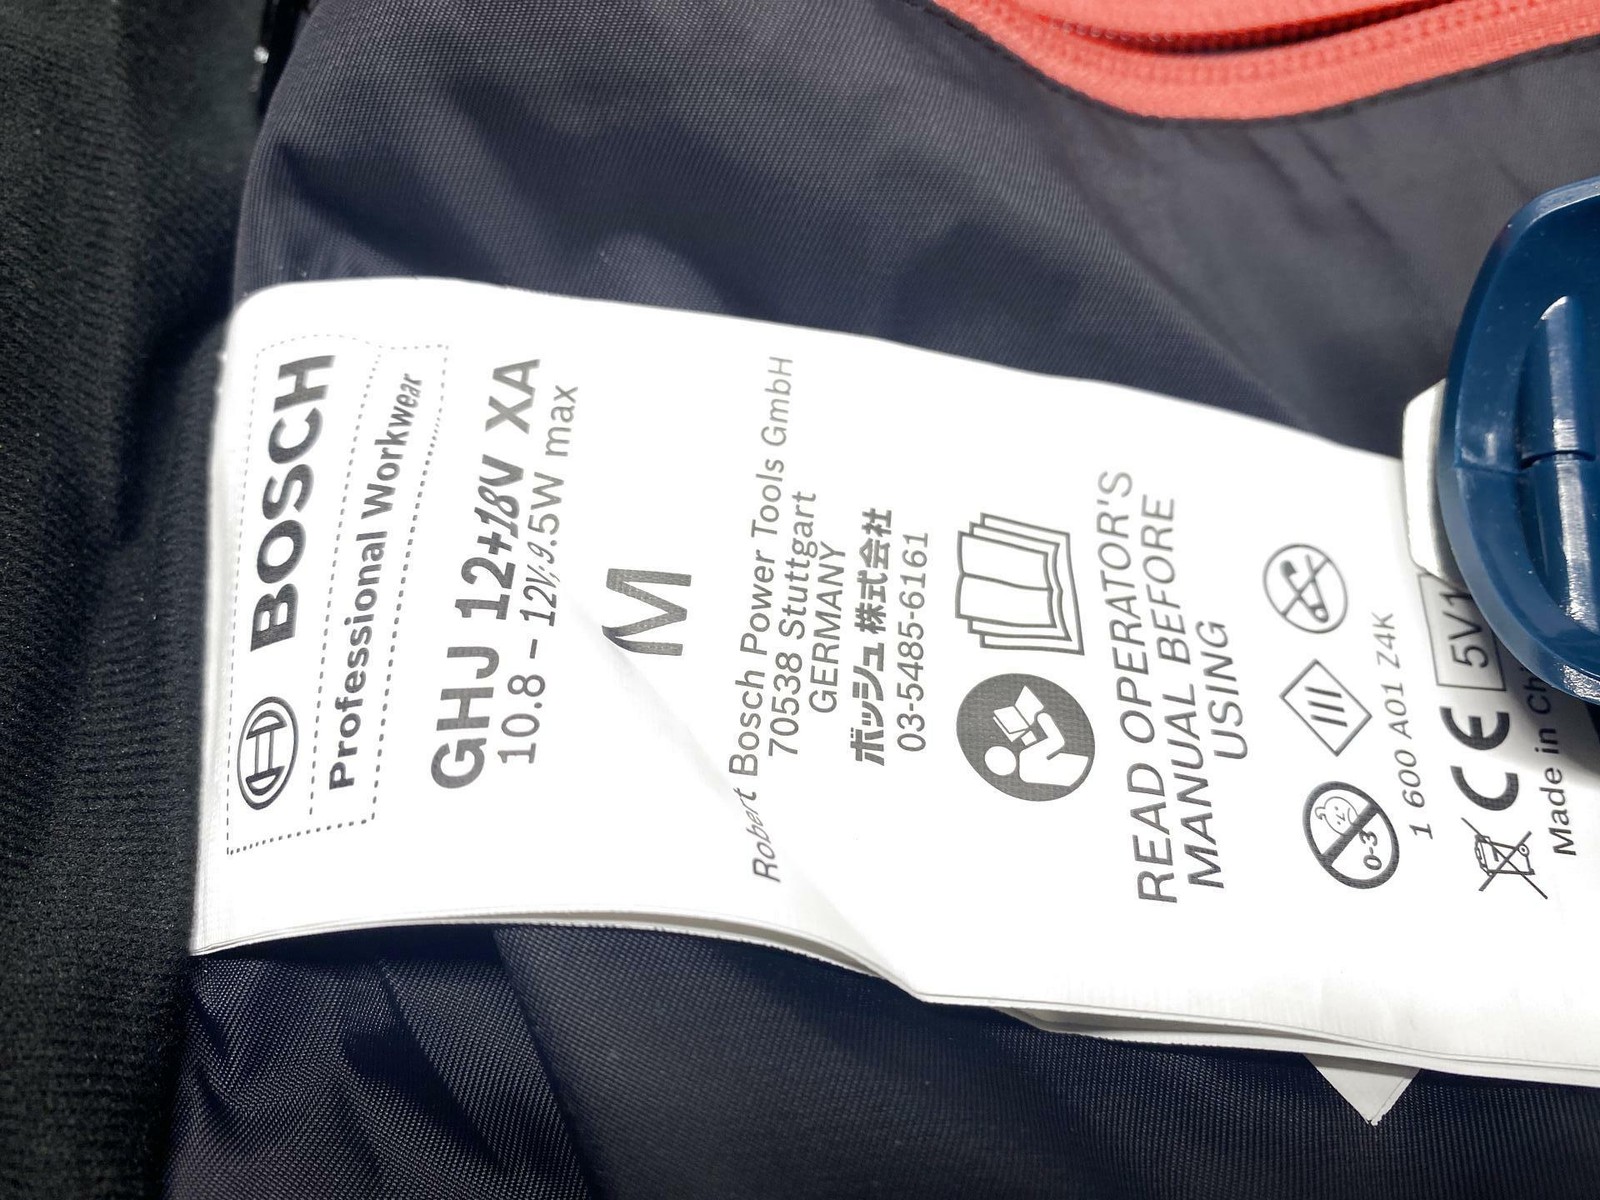 BOSCH
Professional Workwear
GHJ 12+18V XA
10.8 – 12V, 9.5W max
M
Robert Bosch Power Tools GmbH
70538 Stuttgart
GERMANY
ボッシュ株式会社
03-5485-6161
READ OPERATOR'S
MANUAL BEFORE
USING
0-3
1 600 A01 Z4K
CE 5V1
Made in